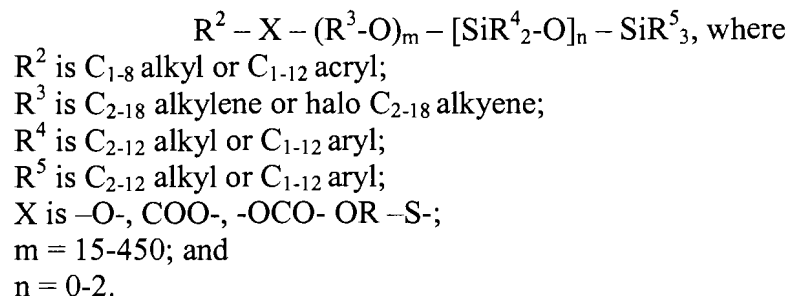 R² – X – (R³-O)ₘ – [SiR⁴₂-O]ₙ – SiR⁵₃, where
R² is C₁₋₈ alkyl or C₁₋₁₂ acryl;
R³ is C₂₋₁₈ alkylene or halo C₂₋₁₈ alkyene;
R⁴ is C₂₋₁₂ alkyl or C₁₋₁₂ aryl;
R⁵ is C₂₋₁₂ alkyl or C₁₋₁₂ aryl;
X is –O-, COO-, -OCO- OR –S-;
m = 15-450; and
n = 0-2.